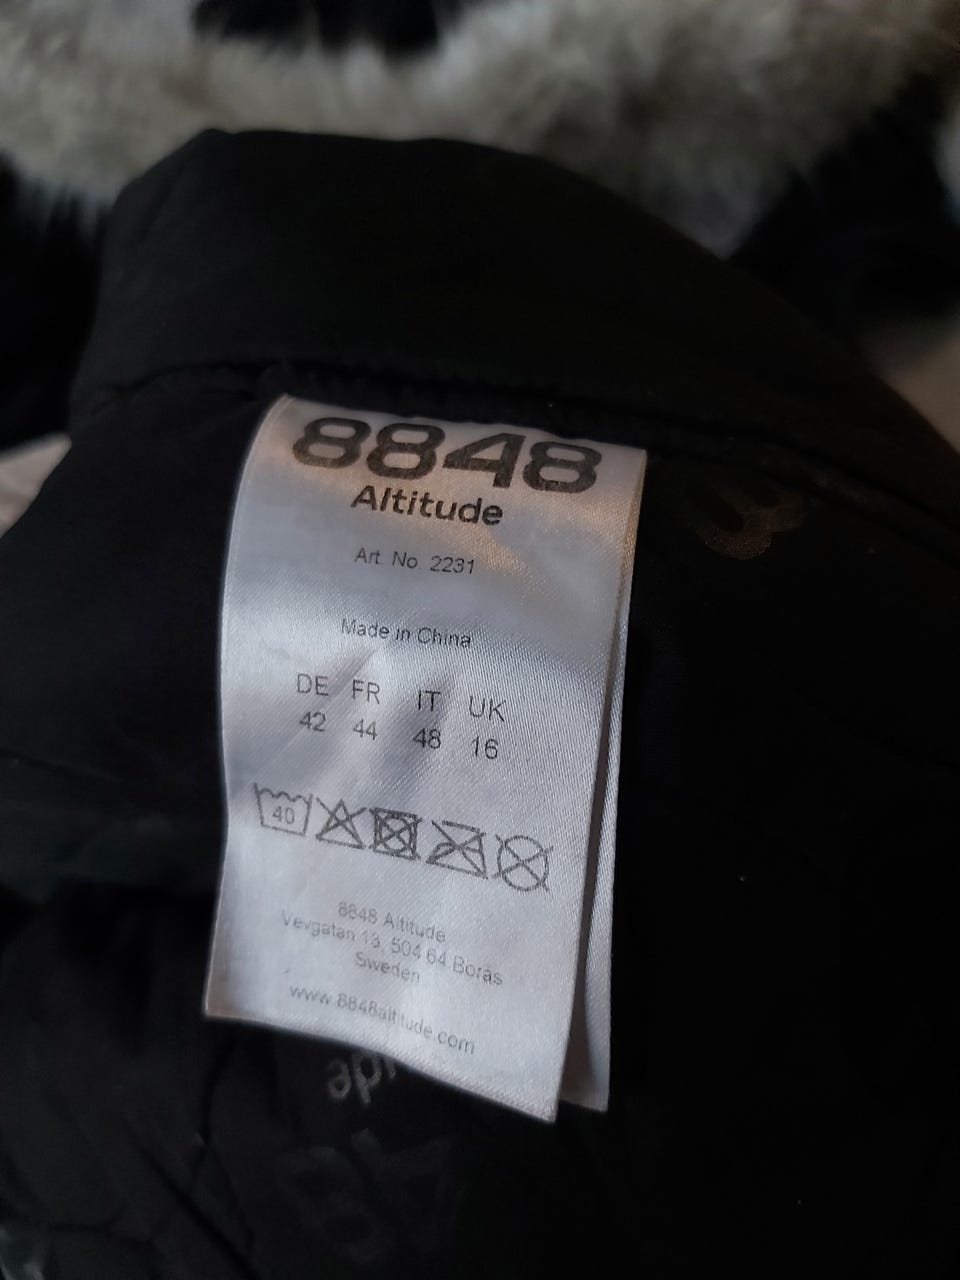 8848
Altitude
Art. No. 2231
Made in China
DE FR IT UK
42 44 48 16
40
8848 Altitude
Vevgatan 13, 504 64 Borås
Sweden
www.8848altitude.com